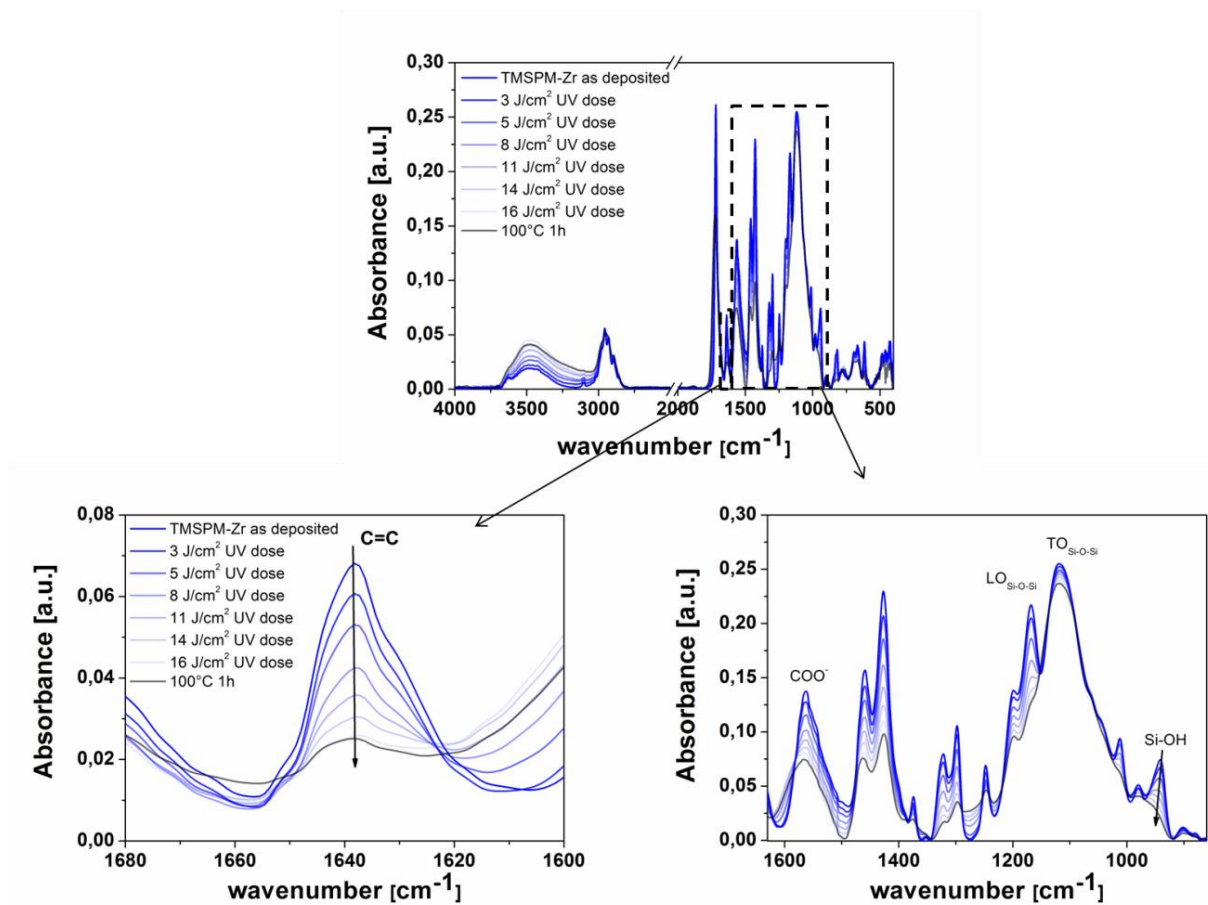 0,30
0,25
0,20
0,15
0,10
0,05
0,00
Absorbance [a.u.]
TMSPM-Zr as deposited
3 J/cm² UV dose
5 J/cm² UV dose
8 J/cm² UV dose
11 J/cm² UV dose
14 J/cm² UV dose
16 J/cm² UV dose
100°C 1h
4000 3500 3000 2000 1500 1000 500
wavenumber [cm⁻¹]
0,08
0,06
0,04
0,02
0,00
Absorbance [a.u.]
TMSPM-Zr as deposited
3 J/cm² UV dose
5 J/cm² UV dose
8 J/cm² UV dose
11 J/cm² UV dose
14 J/cm² UV dose
16 J/cm² UV dose
100°C 1h
C=C
1680 1660 1640 1620 1600
wavenumber [cm⁻¹]
0,30
0,25
0,20
0,15
0,10
0,05
0,00
Absorbance [a.u.]
COO⁻
LO Si-O-Si
TO Si-O-Si
Si-OH
1600 1400 1200 1000
wavenumber [cm⁻¹]